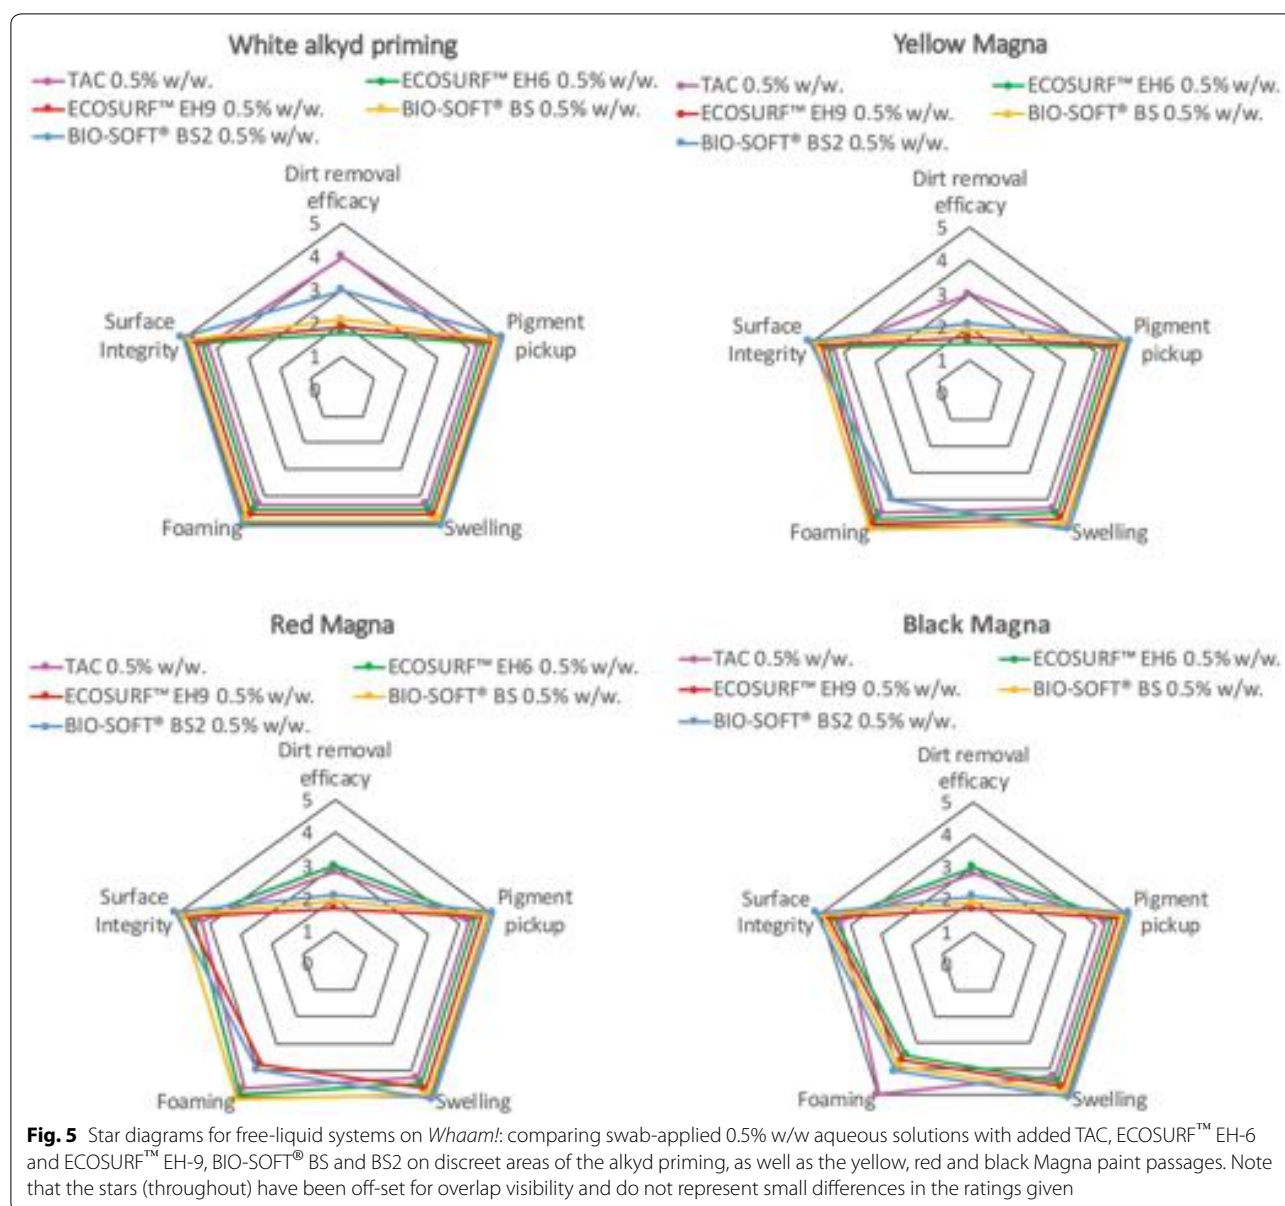 White alkyd priming
TAC 0.5% w/w.
ECOSURF™ EH6 0.5% w/w.
ECOSURF™ EH9 0.5% w/w.
BIO-SOFT® BS 0.5% w/w.
BIO-SOFT® BS2 0.5% w/w.
Dirt removal
efficacy
5
4
3
2
1
0
Surface
Integrity
Pigment
pickup
Foaming
Swelling
Yellow Magna
TAC 0.5% w/w.
ECOSURF™ EH6 0.5% w/w.
ECOSURF™ EH9 0.5% w/w.
BIO-SOFT® BS 0.5% w/w.
BIO-SOFT® BS2 0.5% w/w.
Dirt removal
efficacy
5
4
3
2
1
0
Surface
Integrity
Pigment
pickup
Foaming
Swelling
Red Magna
TAC 0.5% w/w.
ECOSURF™ EH6 0.5% w/w.
ECOSURF™ EH9 0.5% w/w.
BIO-SOFT® BS 0.5% w/w.
BIO-SOFT® BS2 0.5% w/w.
Dirt removal
efficacy
5
4
3
2
1
0
Surface
Integrity
Pigment
pickup
Foaming
Swelling
Black Magna
TAC 0.5% w/w.
ECOSURF™ EH6 0.5% w/w.
ECOSURF™ EH9 0.5% w/w.
BIO-SOFT® BS 0.5% w/w.
BIO-SOFT® BS2 0.5% w/w.
Dirt removal
efficacy
5
4
3
2
1
0
Surface
Integrity
Pigment
pickup
Foaming
Swelling
Fig. 5 Star diagrams for free-liquid systems on Whaam!: comparing swab-applied 0.5% w/w aqueous solutions with added TAC, ECOSURF™ EH-6
and ECOSURF™ EH-9, BIO-SOFT® BS and BS2 on discreet areas of the alkyd priming, as well as the yellow, red and black Magna paint passages. Note
that the stars (throughout) have been off-set for overlap visibility and do not represent small differences in the ratings given